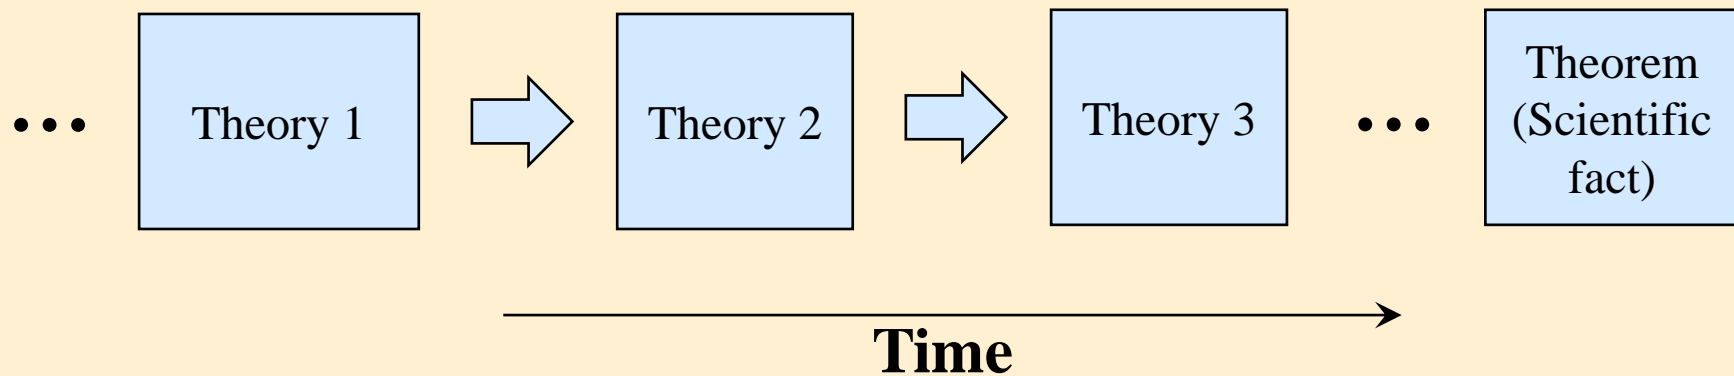 ••• Theory 1 Theory 2 Theory 3 ••• Theorem
(Scientific
fact)
Time